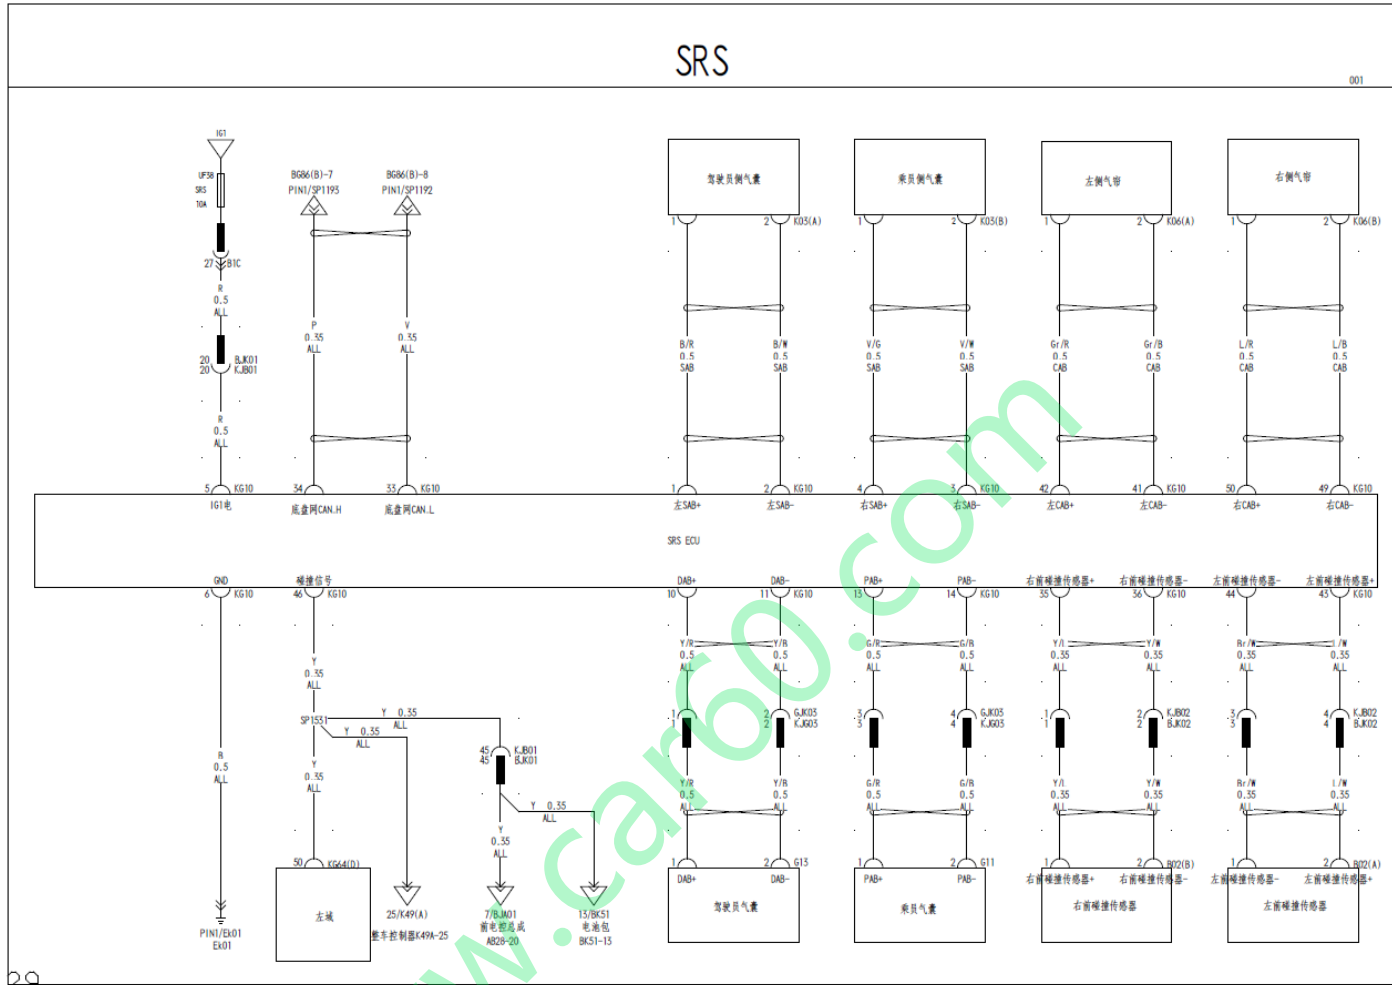 SRS
001
IG1
UF38
SRS
10A
BG86(B)-7
PIN1/SP1193
BG86(B)-8
PIN1/SP1192
驾驶员侧气囊
乘员侧气囊
左侧气帘
右侧气帘
1 2 K03(A) 1 2 K03(B) 1 2 K06(A) 1 2 K06(B)
27 B1C
R
0.5
ALL
P
0.35
ALL
V
0.35
ALL
B/R
0.5
SAB
B/W
0.5
SAB
V/G
0.5
SAB
V/W
0.5
SAB
Gr/R
0.5
CAB
Gr/B
0.5
CAB
L/R
0.5
CAB
L/B
0.5
CAB
20 BJK01
20 KJB01
R
0.5
ALL
5 KG10 34 33 KG10 1 2 KG10 4 3 KG10 42 41 KG10 50 49 KG10
IG1电 底盘网CAN.H 底盘网CAN.L 左SAB+ 左SAB- 右SAB+ 右SAB- 左CAB+ 左CAB- 右CAB+ 右CAB-
SRS ECU
GND 碰撞信号 DAB+ DAB- PAB+ PAB- 右前碰撞传感器+ 右前碰撞传感器- 左前碰撞传感器- 左前碰撞传感器+
6 KG10 46 KG10 10 11 KG10 13 14 KG10 35 36 KG10 44 43 KG10
Y
0.35
ALL
Y/R
0.5
ALL
Y/B
0.5
ALL
G/R
0.5
ALL
G/B
0.5
ALL
Y/L
0.35
ALL
Y/W
0.35
ALL
Br/W
0.35
ALL
L/W
0.35
ALL
SP1531
Y 0.35
ALL
Y 0.35
ALL
1 2 GJK03 3 4 GJK03 1 2 KJB02 3 4 KJB02
1 2 KJG03 3 4 KJG03 1 2 BJK02 3 4 BJK02
45 KJB01
45 BJK01
B
0.5
ALL
Y
0.35
ALL
Y 0.35
ALL
Y
0.35
ALL
Y/R
0.5
ALL
Y/B
0.5
ALL
G/R
0.5
ALL
G/B
0.5
ALL
Y/L
0.35
ALL
Y/W
0.35
ALL
Br/W
0.35
ALL
L/W
0.35
ALL
50 KG64(D) 1 2 G13 1 2 G11 1 2 B02(B) 1 2 B02(A)
DAB+ DAB- PAB+ PAB- 右前碰撞传感器+ 右前碰撞传感器- 左前碰撞传感器- 左前碰撞传感器+
左域
驾驶员气囊
乘员气囊
右前碰撞传感器
左前碰撞传感器
PIN1/Ek01
Ek01
25/K49(A)
整车控制器K49A-25
7/BJA01
前电控总成
AB28-20
13/BK51
电池包
BK51-13
www.car60.com